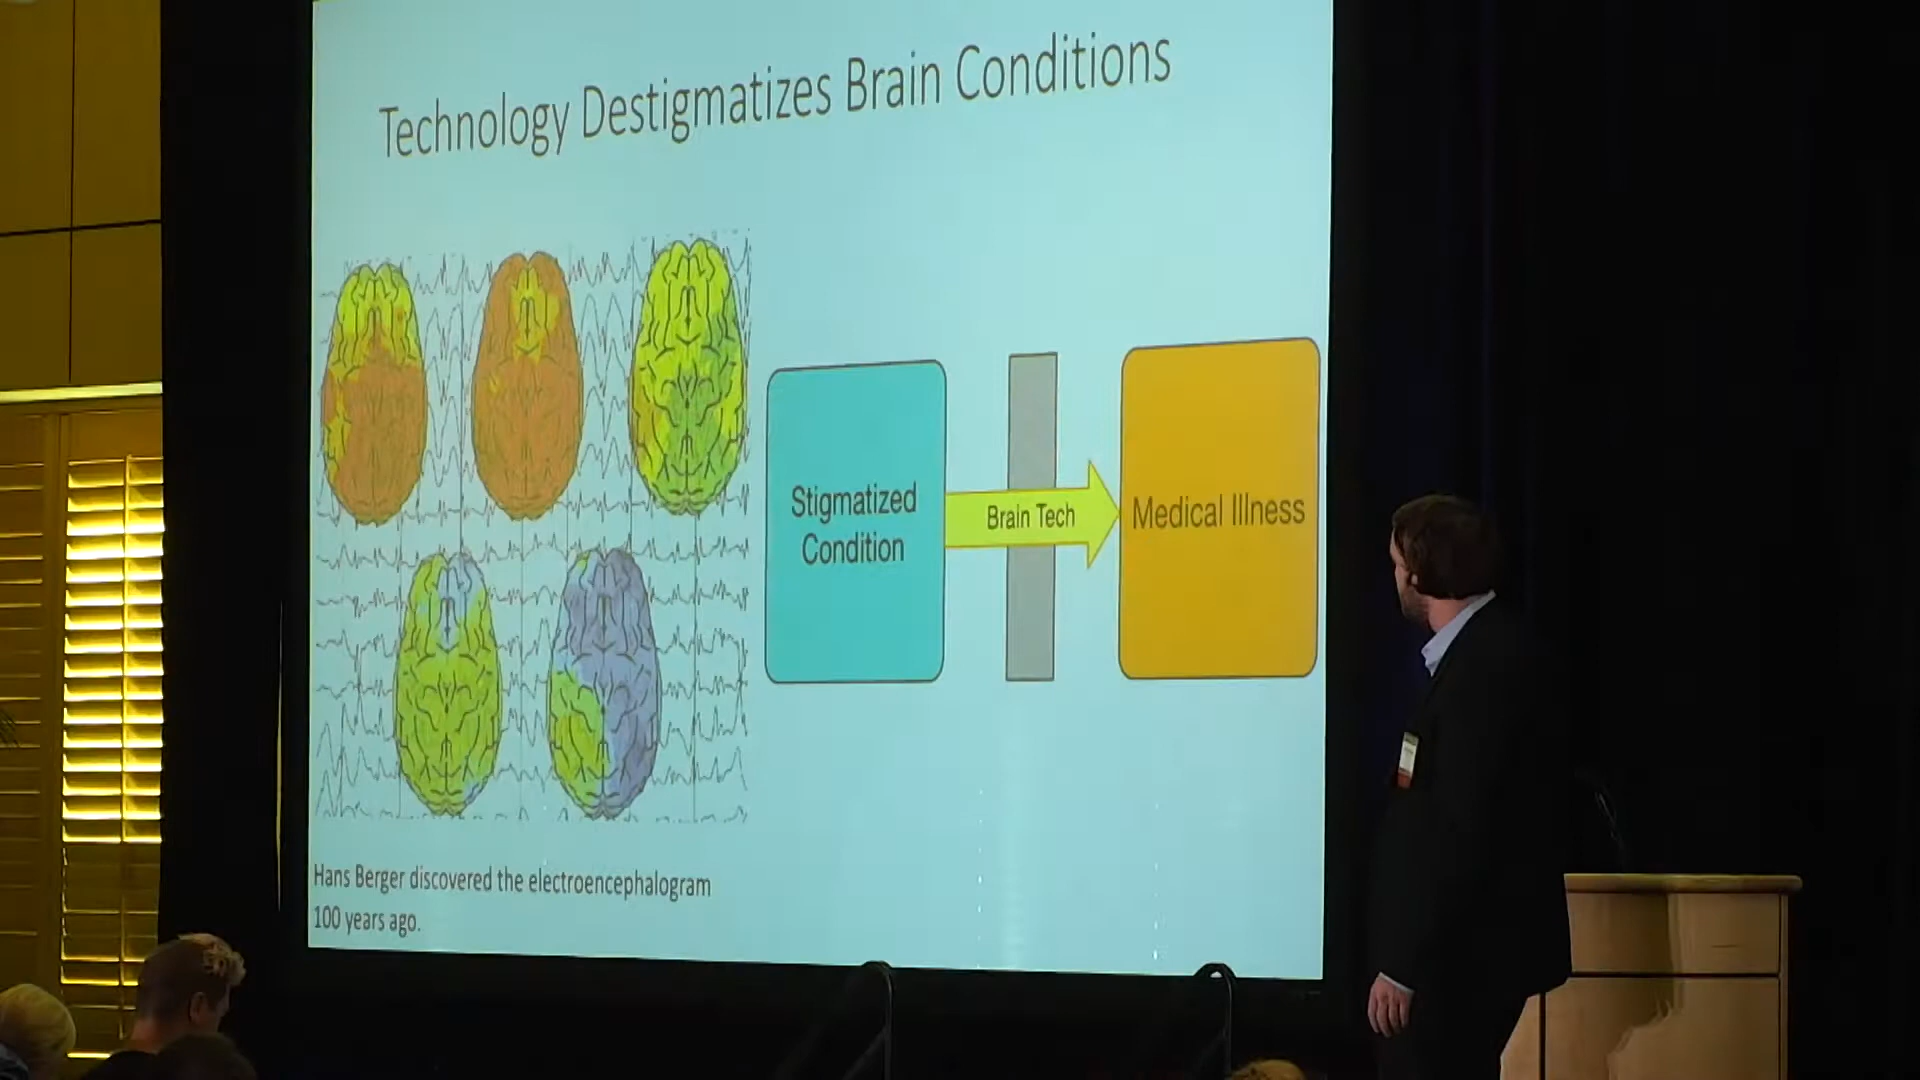 Technology Destigmatizes Brain Conditions
Stigmatized
Condition
Brain Tech
Medical Illness
Hans Berger discovered the electroencephalogram
100 years ago.